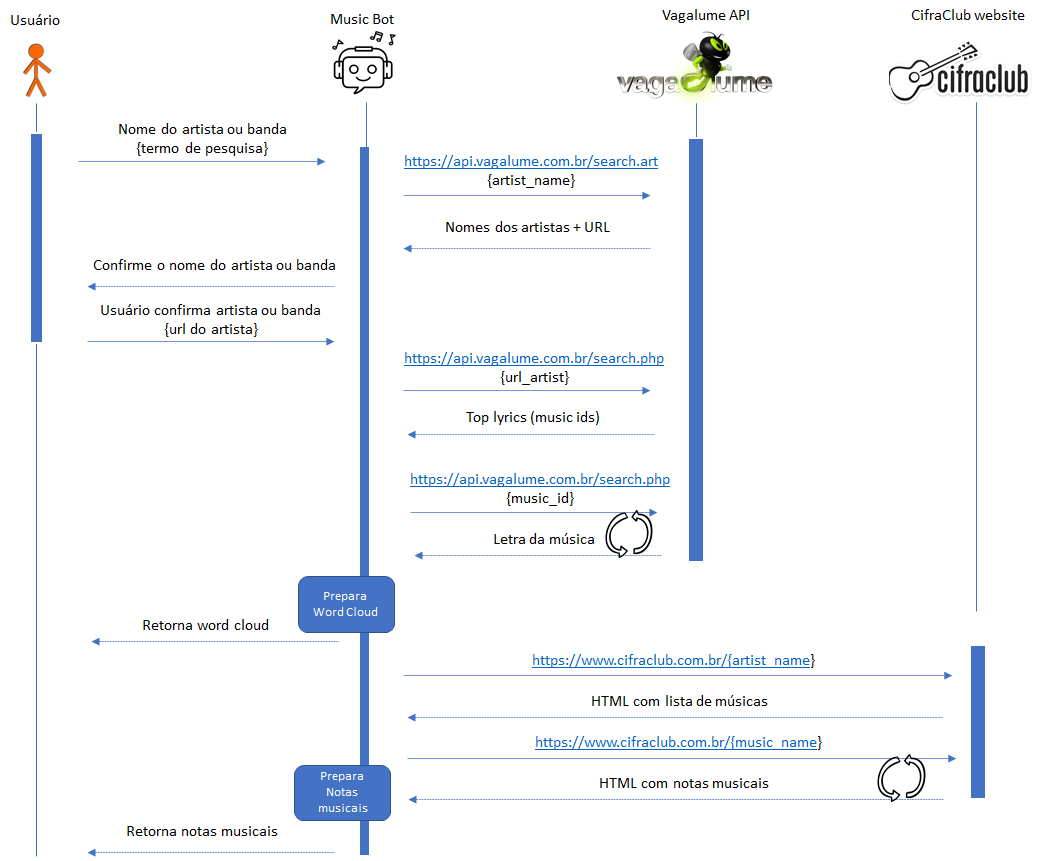 Usuário
Music Bot
Vagalume API
CifraClub website
vagalume
cifraclub
Nome do artista ou banda
{termo de pesquisa}
https://api.vagalume.com.br/search.art
{artist_name}
Nomes dos artistas + URL
Confirme o nome do artista ou banda
Usuário confirma artista ou banda
{url do artista}
https://api.vagalume.com.br/search.php
{url_artist}
Top lyrics (music ids)
https://api.vagalume.com.br/search.php
{music_id}
Letra da música
Prepara
Word Cloud
Retorna word cloud
https://www.cifraclub.com.br/{artist_name}
HTML com lista de músicas
https://www.cifraclub.com.br/{music_name}
HTML com notas musicais
Prepara
Notas
musicais
Retorna notas musicais